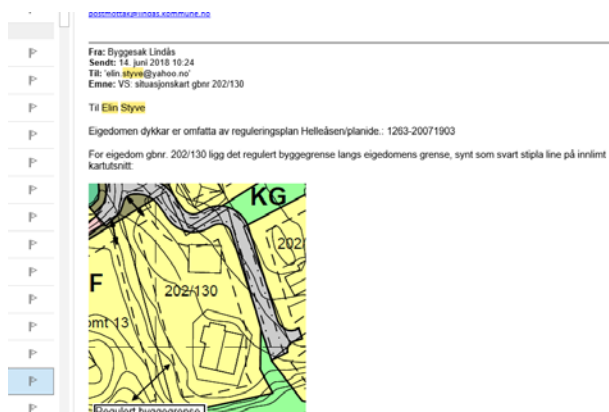 postmottak@lindas.kommune.no
Fra: Byggesak Lindås
Sendt: 14. juni 2018 10:24
Til: 'elin.styve@yahoo.no'
Emne: VS: situasjonskart gbnr 202/130
Til Elin Styve
Eigedomen dykkar er omfatta av reguleringsplan Helleåsen/planide.: 1263-20071903
For eigedom gbnr. 202/130 ligg det regulert byggegrense langs eigedomens grense, synt som svart stipla line på innlimt
kartutsnitt:
KG
202/
F
202/130
omt 13
Regulert byggegrense